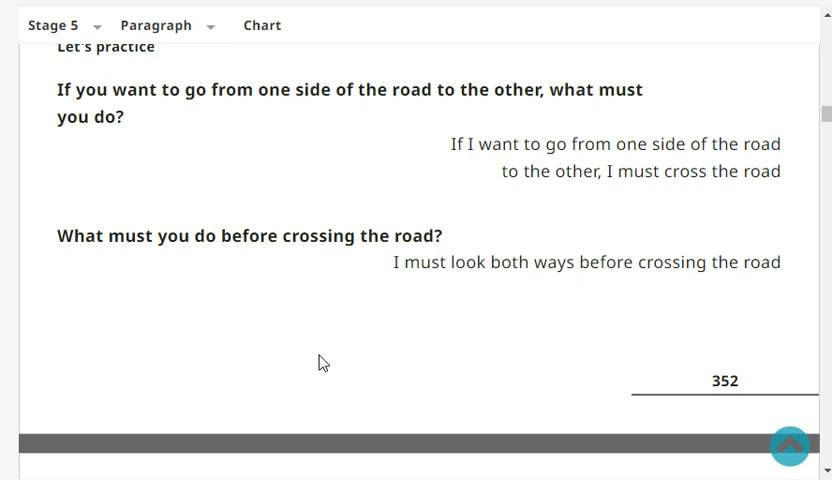 Stage 5 Paragraph Chart
Let's practice
If you want to go from one side of the road to the other, what must
you do?
If I want to go from one side of the road
to the other, I must cross the road
What must you do before crossing the road?
I must look both ways before crossing the road
352